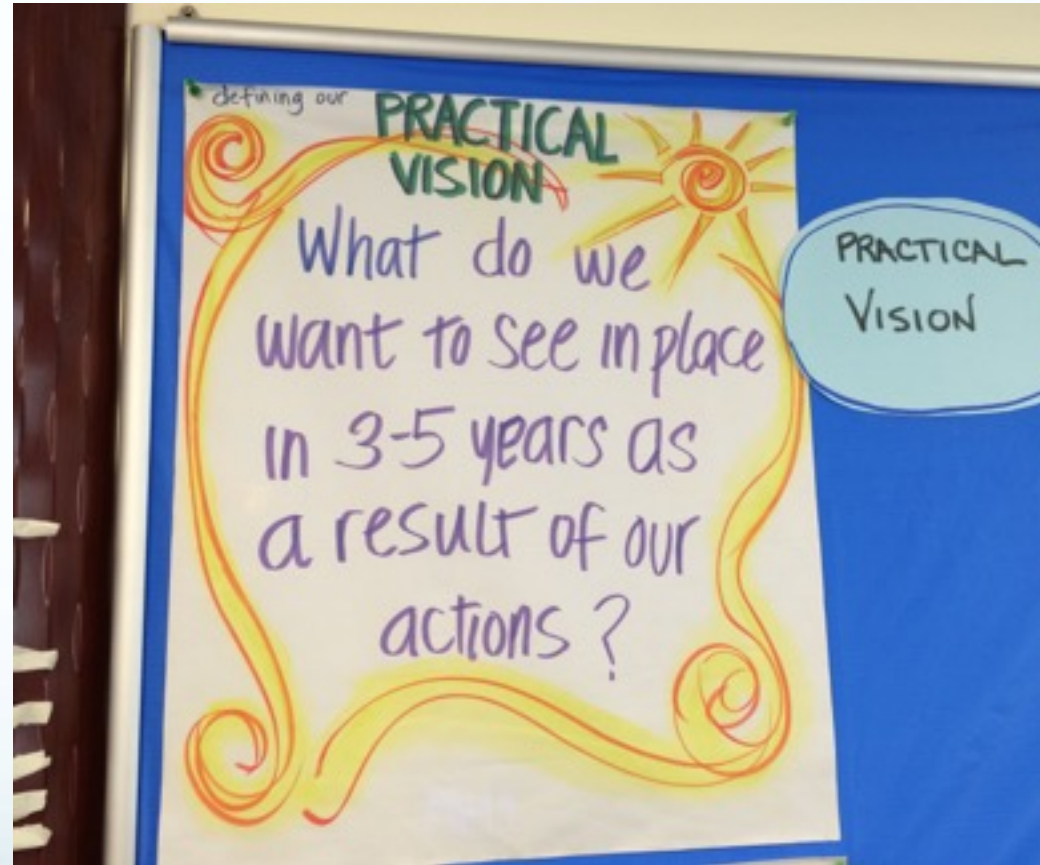 defining our PRACTICAL
VISION
What do we
want to see in place
in 3-5 years as
a result of our
actions?
PRACTICAL
VISION